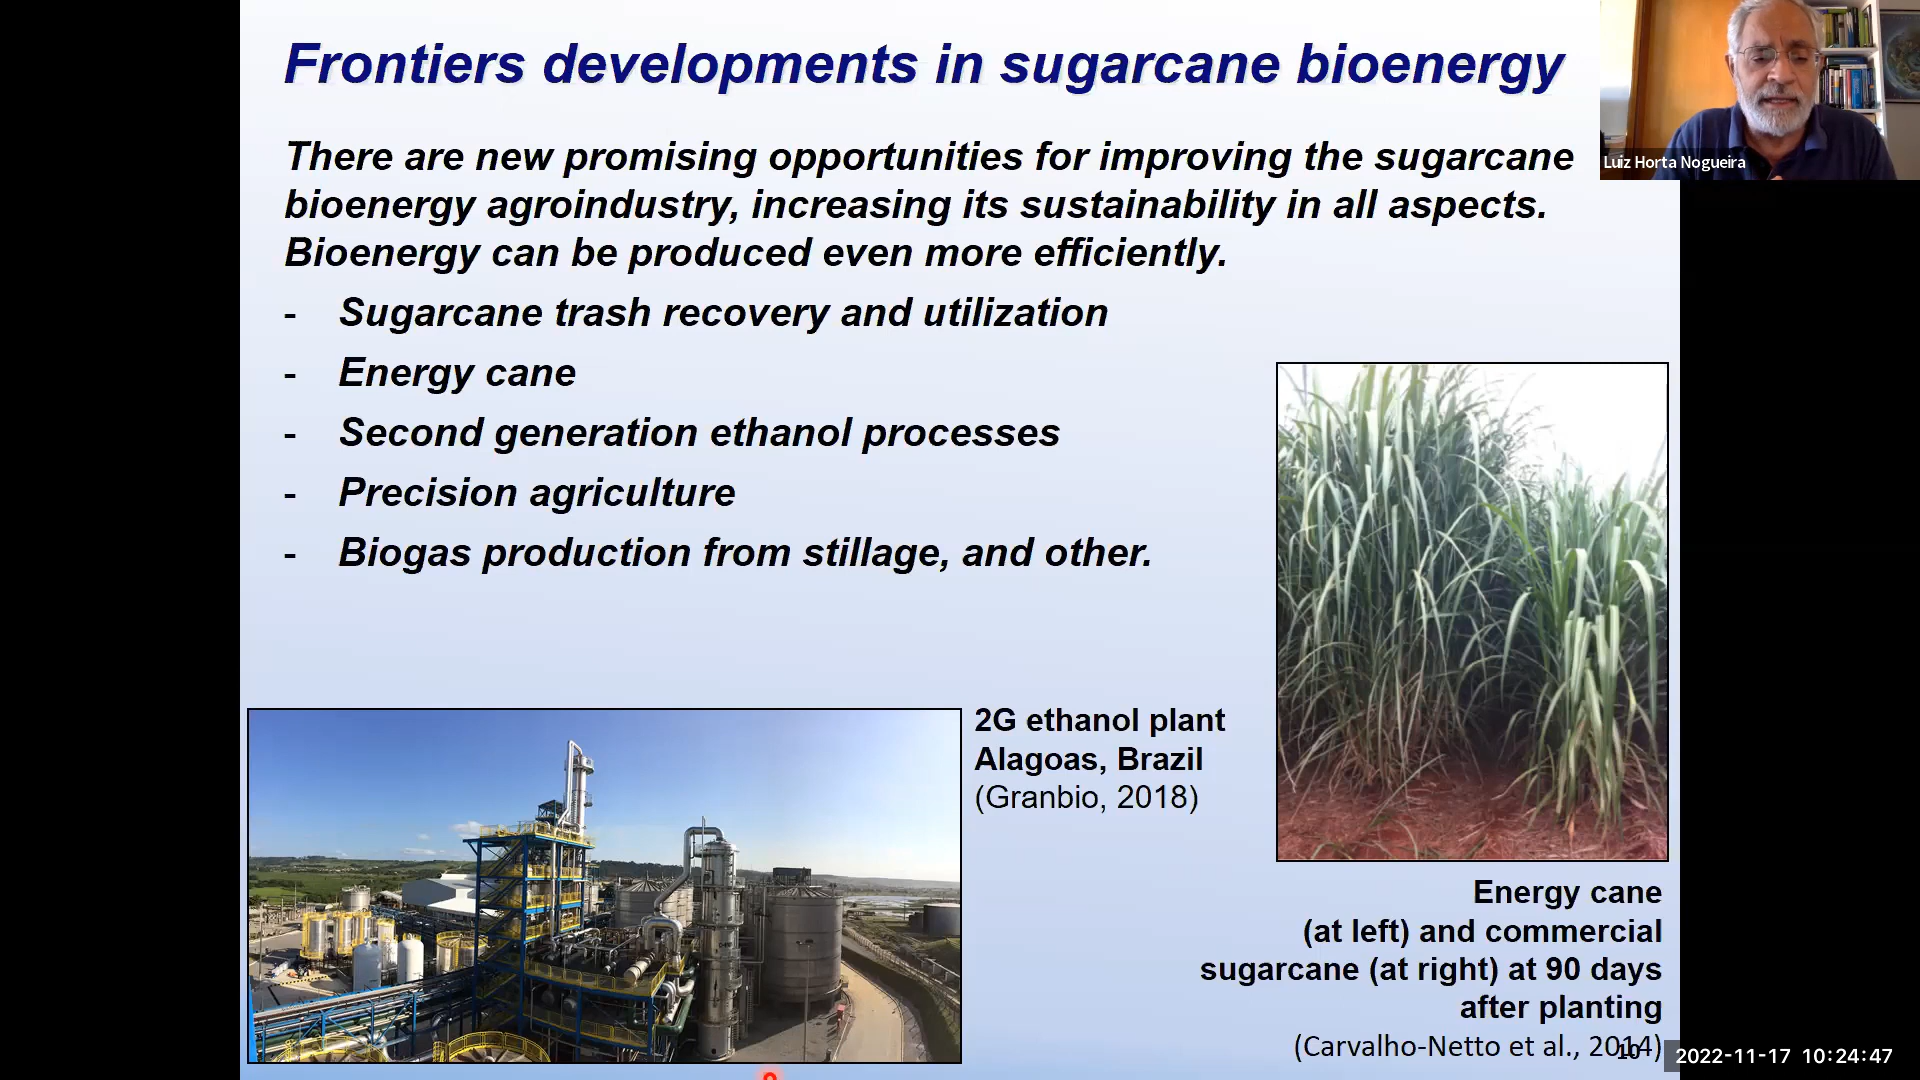 Frontiers developments in sugarcane bioenergy
There are new promising opportunities for improving the sugarcane
bioenergy agroindustry, increasing its sustainability in all aspects.
Bioenergy can be produced even more efficiently.
- Sugarcane trash recovery and utilization
- Energy cane
- Second generation ethanol processes
- Precision agriculture
- Biogas production from stillage, and other.
2G ethanol plant
Alagoas, Brazil
(Granbio, 2018)
Energy cane
(at left) and commercial
sugarcane (at right) at 90 days
after planting
(Carvalho-Netto et al., 2014)
10
Luiz Horta Nogueira
2022-11-17 10:24:47